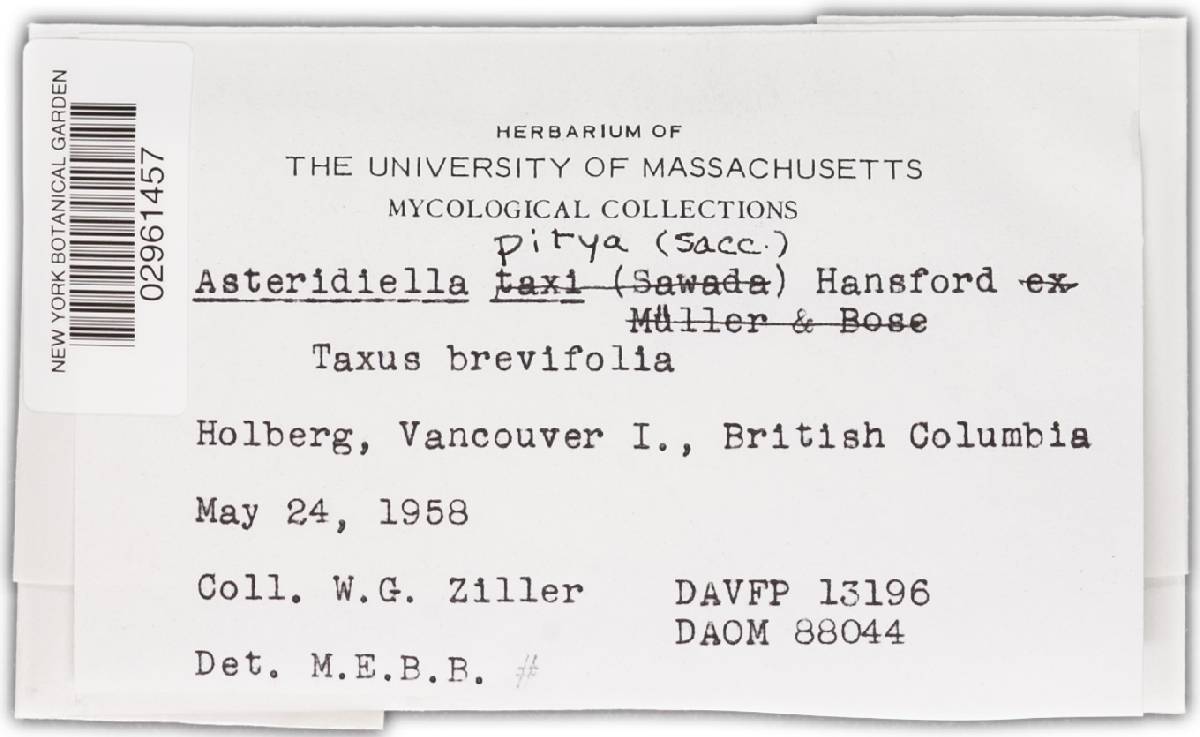 NEW YORK BOTANICAL GARDEN
02961457
HERBARIUM OF
THE UNIVERSITY OF MASSACHUSETTS
MYCOLOGICAL COLLECTIONS
pitya (Sacc.)
Asteridiella taxi (Sawada) Hansford ex
Müller & Bose
Taxus brevifolia
Holberg, Vancouver I., British Columbia
May 24, 1958
Coll. W.G. Ziller DAVFP 13196
DAOM 88044
Det. M.E.B.B. #